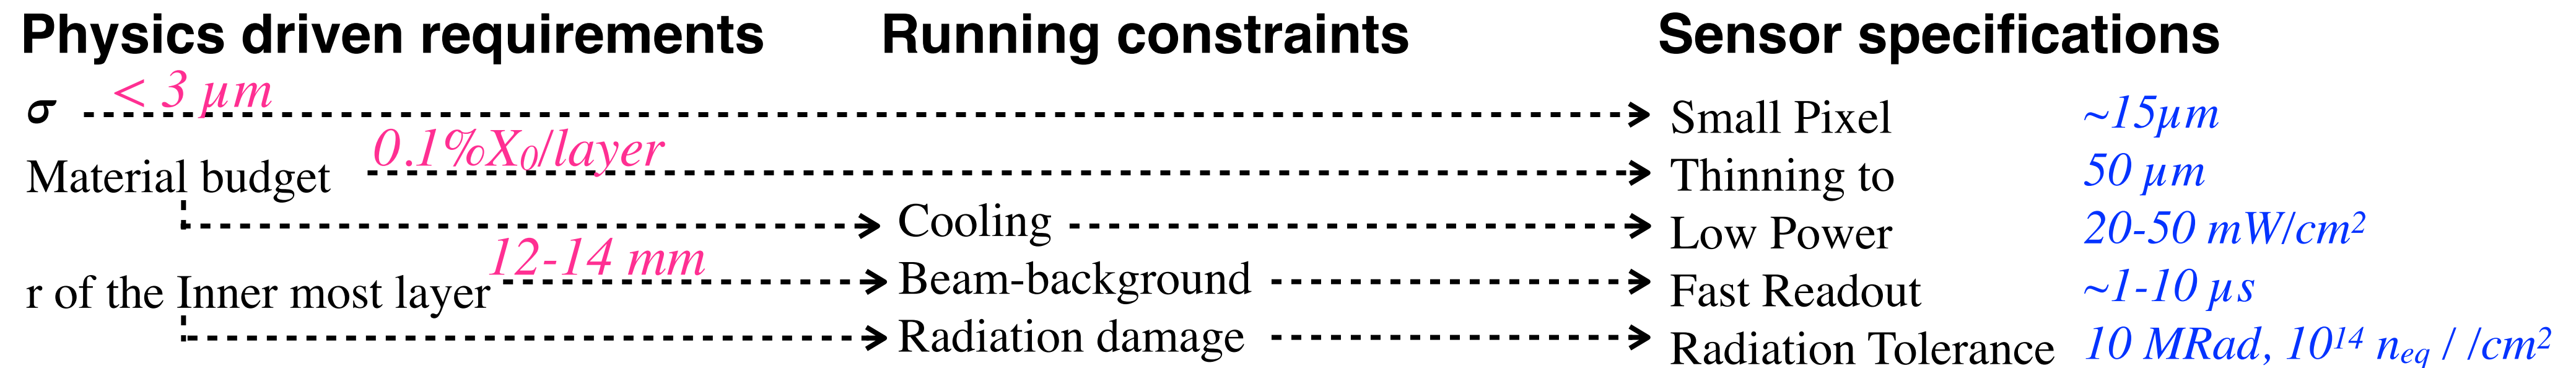 Physics driven requirements Running constraints Sensor specifications
σ < 3 µm Small Pixel ~15µm
Material budget 0.1%X₀/layer Thinning to 50 µm
Cooling Low Power 20-50 mW/cm²
r of the Inner most layer 12-14 mm Beam-background Fast Readout ~1-10 µs
Radiation damage Radiation Tolerance 10 MRad, 10¹⁴ nₑq / /cm²